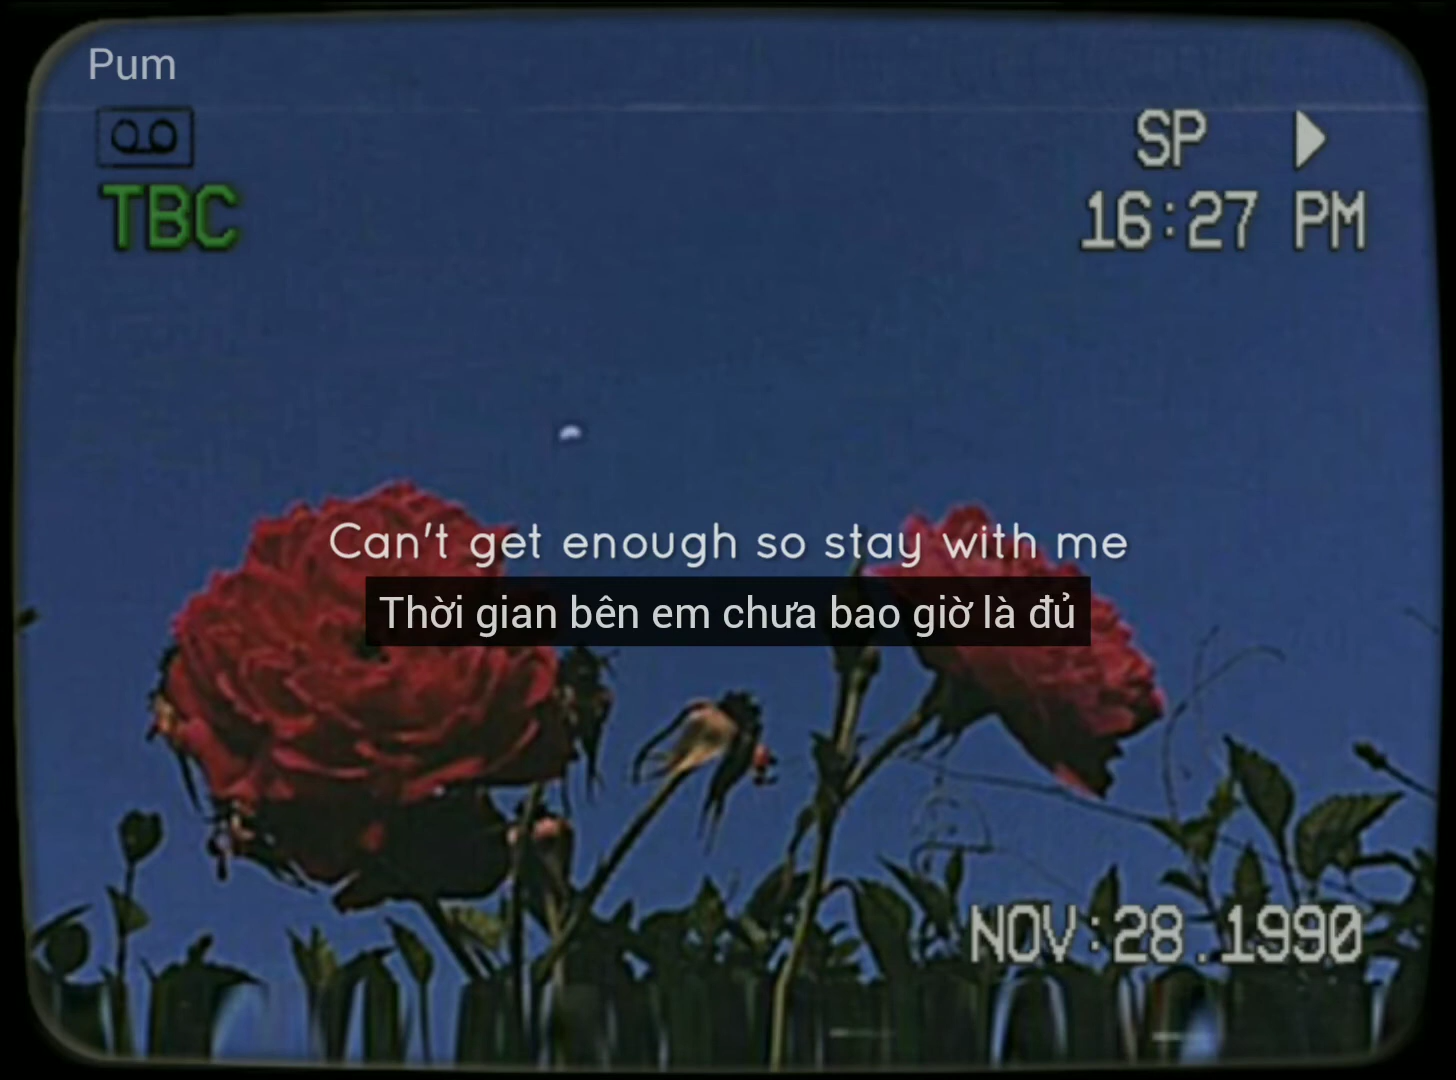 Pum
SP
TBC
16:27 PM
Can't get enough so stay with me
Thời gian bên em chưa bao giờ là đủ
NOV:28.1990